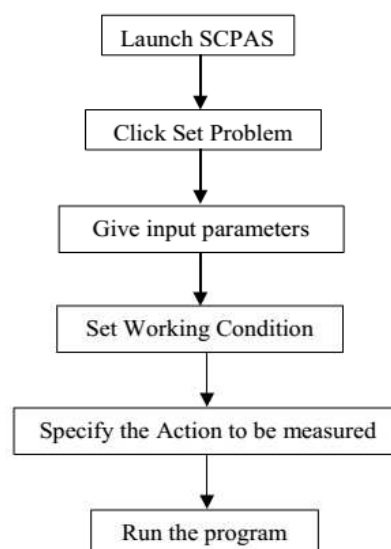 Launch SCPAS
Click Set Problem
Give input parameters
Set Working Condition
Specify the Action to be measured
Run the program